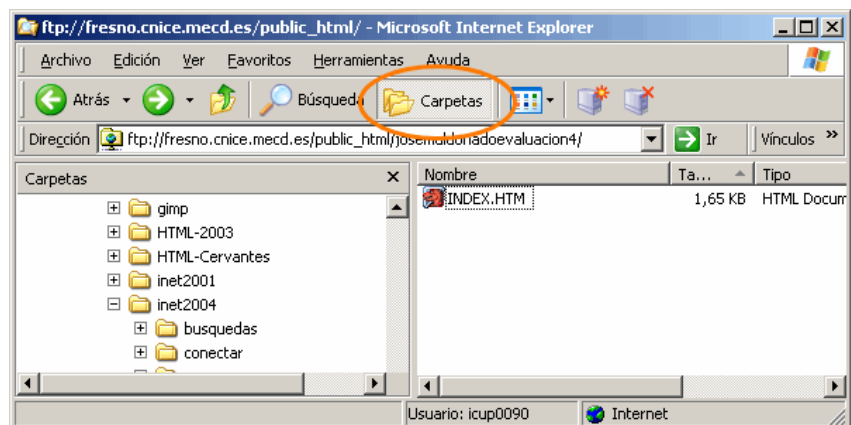 ftp://fresno.cnice.mecd.es/public_html/ - Microsoft Internet Explorer
Archivo Edición Ver Favoritos Herramientas Ayuda
Atrás Búsqueda Carpetas
Dirección ftp://fresno.cnice.mecd.es/public_html/josemaldonadoevaluacion4/ Ir Vínculos »
Carpetas Nombre Ta... Tipo
gimp INDEX.HTM 1,65 KB HTML Docum
HTML-2003
HTML-Cervantes
inet2001
inet2004
busquedas
conectar
Usuario: icup0090 Internet